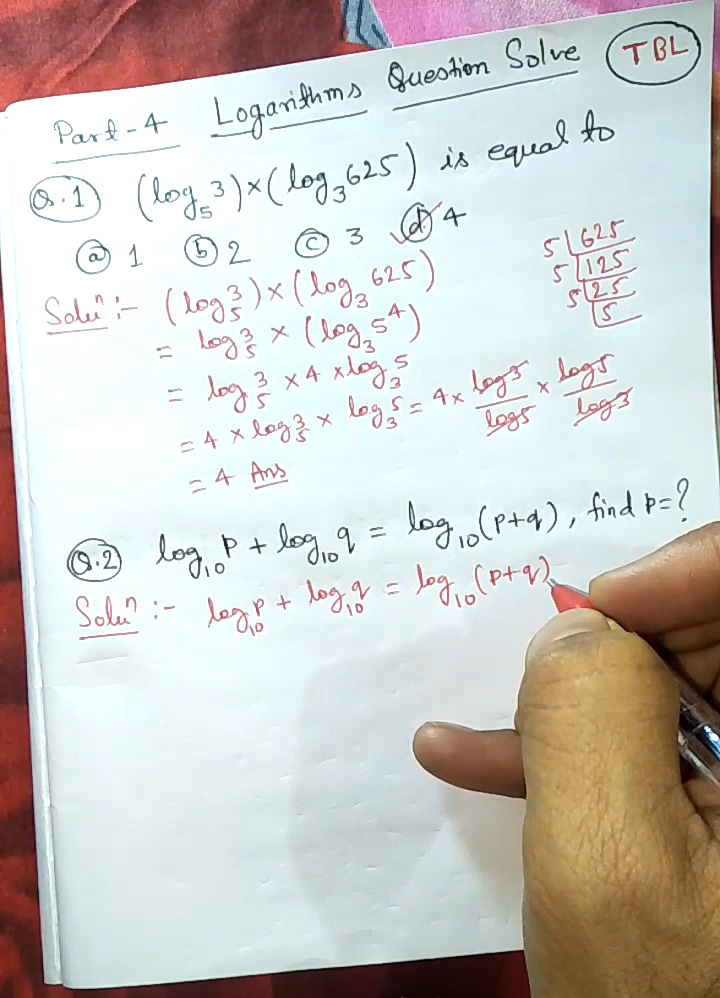 Part-4 Logarithms Question Solve TBL
Q.1 (log₅3)×(log₃625) is equal to
ⓐ 1 ⓑ 2 ⓒ 3 ⓓ 4
Soluⁿ :- (log₅3)×(log₃625)
= log₅3 × (log₃5⁴)
= log₅3 × 4 × log₃5
= 4 × log₅3 × log₃5 = 4× log3/log5 × log5/log3
= 4 Ans
5 625
5 125
5 25
5
Q.2 log₁₀P + log₁₀q = log₁₀(P+q), find P=?
Soluⁿ :- log₁₀P + log₁₀q = log₁₀(P+q)